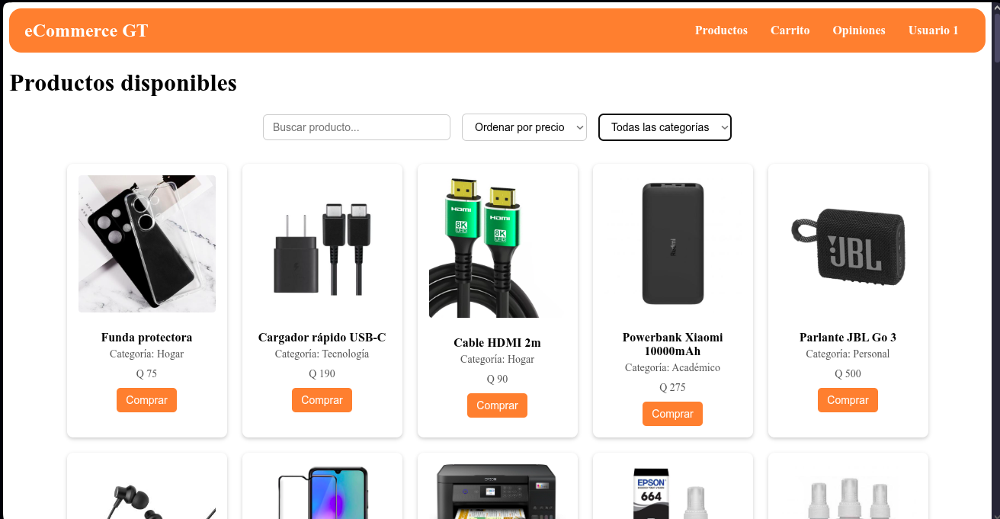 eCommerce GT
Productos Carrito Opiniones Usuario 1
Productos disponibles
Buscar producto... Ordenar por precio Todas las categorías
HDMI
HDMI
8K
UHD
8K
UHD
Redmi
JBL
Funda protectora
Categoría: Hogar
Q 75
Comprar
Cargador rápido USB-C
Categoría: Tecnología
Q 190
Comprar
Cable HDMI 2m
Categoría: Hogar
Q 90
Comprar
Powerbank Xiaomi
10000mAh
Categoría: Académico
Q 275
Comprar
Parlante JBL Go 3
Categoría: Personal
Q 500
Comprar
EPSON
EPSON
664